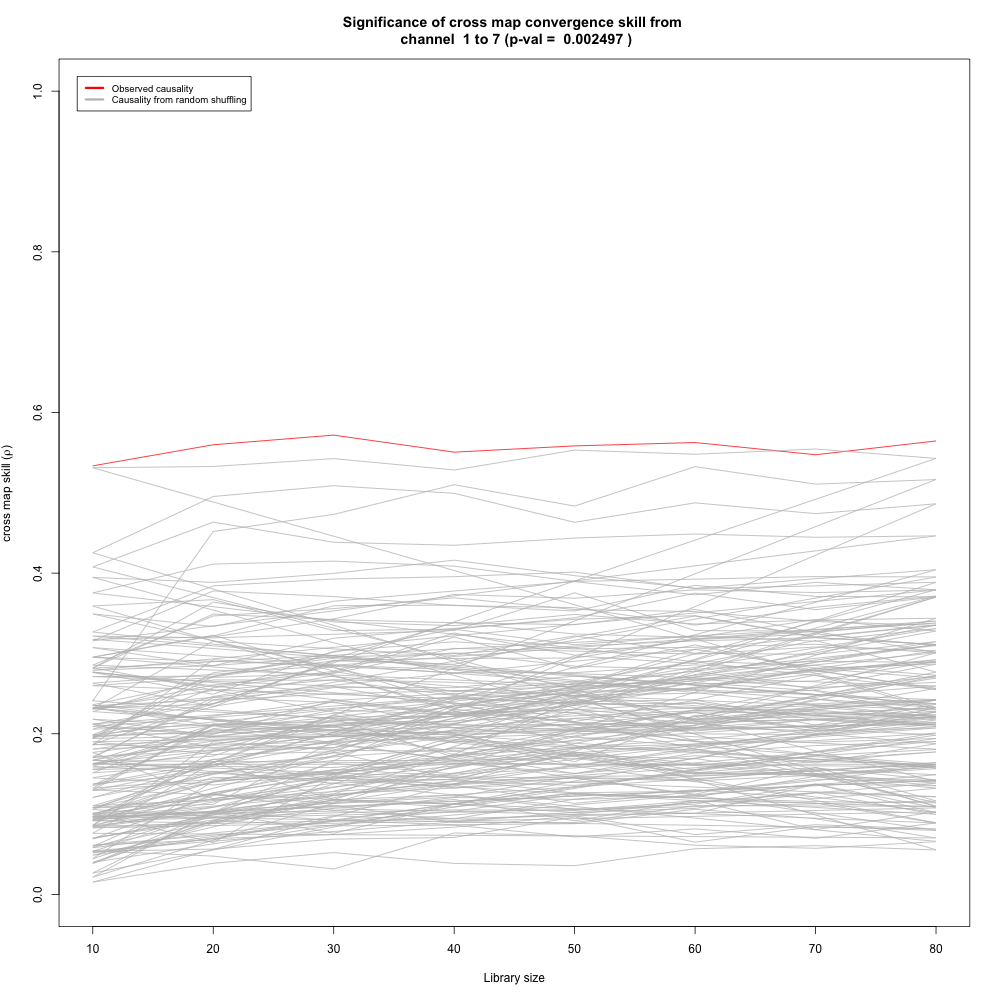 Significance of cross map convergence skill from
channel  1 to 7 (p-val =  0.002497 )
Observed causality
Causality from random shuffling
1.0
0.8
0.6
0.4
0.2
0.0
cross map skill (ρ)
10 20 30 40 50 60 70 80
Library size